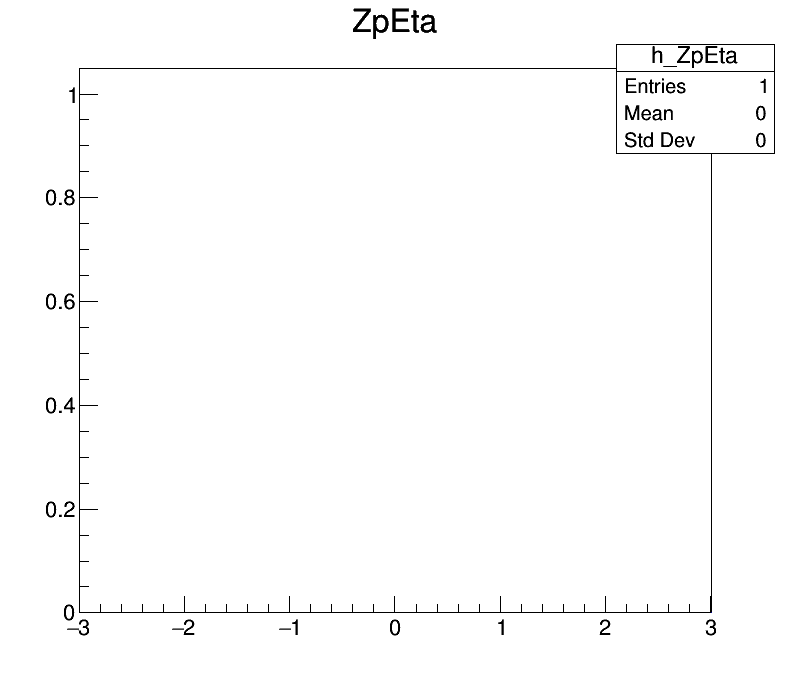 ZpEta
h_ZpEta
Entries 1
Mean 0
Std Dev 0
1
0.8
0.6
0.4
0.2
0
−3 −2 −1 0 1 2 3